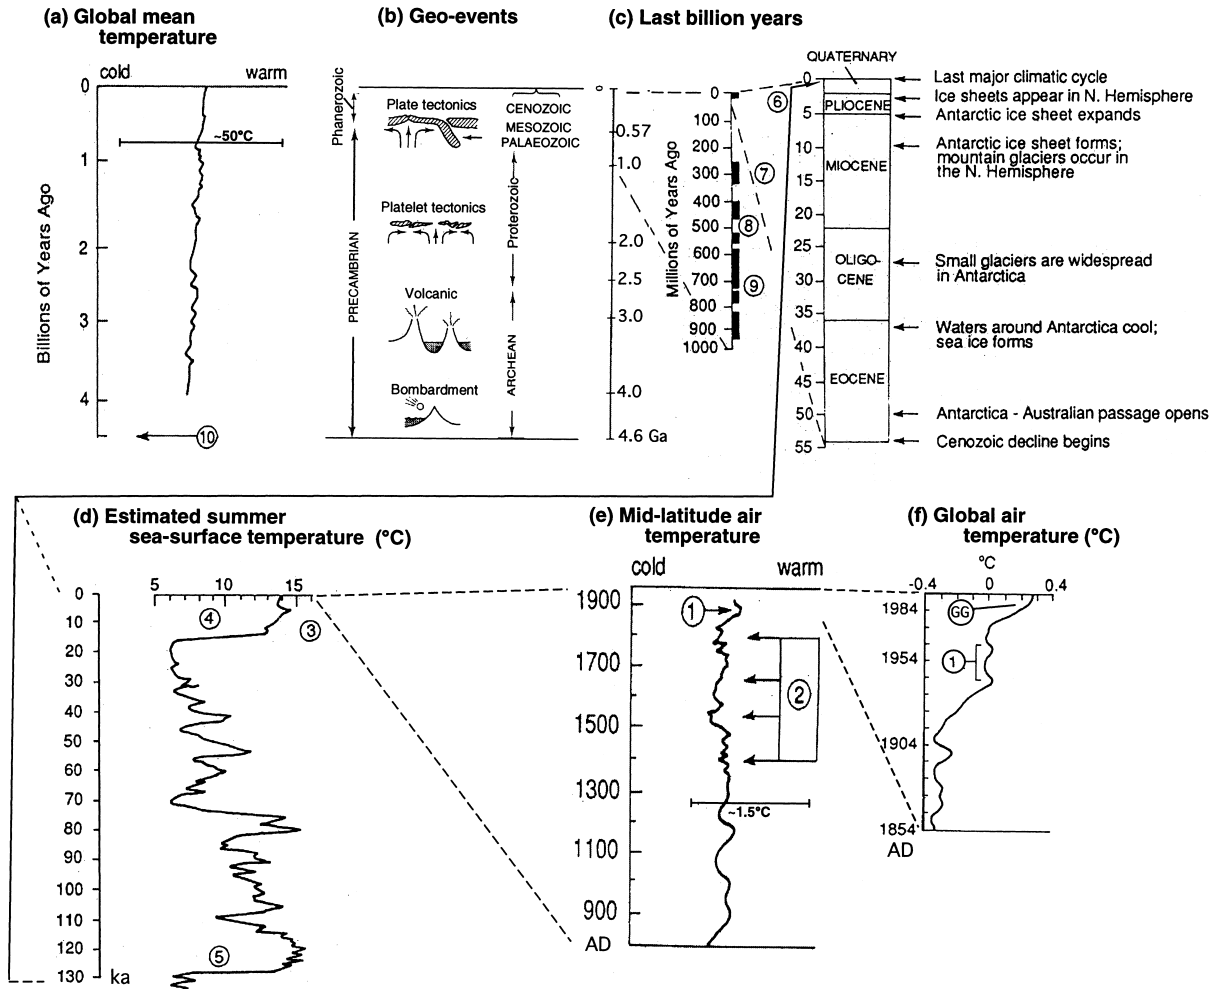 (a) Global mean
temperature
cold warm
0
~50°C
1
2
3
4
Billions of Years Ago
10
(b) Geo-events
Phanerozoic
PRECAMBRIAN
Plate tectonics
Platelet tectonics
Volcanic
Bombardment
CENOZOIC
MESOZOIC
PALAEOZOIC
Proterozoic
ARCHEAN
0
0.57
1.0
2.0
2.5
3.0
4.0
4.6 Ga
(c) Last billion years
Millions of Years Ago
0
100
200
300
400
500
600
700
800
900
1000
6
7
8
9
QUATERNARY
PLIOCENE
MIOCENE
OLIGO-
CENE
EOCENE
0
5
10
15
20
25
30
35
40
45
50
55
Last major climatic cycle
Ice sheets appear in N. Hemisphere
Antarctic ice sheet expands
Antarctic ice sheet forms;
mountain glaciers occur in
the N. Hemisphere
Small glaciers are widespread
in Antarctica
Waters around Antarctica cool;
sea ice forms
Antarctica - Australian passage opens
Cenozoic decline begins
(d) Estimated summer
sea-surface temperature (°C)
5 10 15
0
10
20
30
40
50
60
70
80
90
100
110
120
130 ka
4
3
5
(e) Mid-latitude air
temperature
cold warm
1900
1700
1500
1300
1100
900
AD
1
2
~1.5°C
(f) Global air
temperature (°C)
°C
-0.4 0 0.4
1984
1954
1904
1854
AD
GG
1